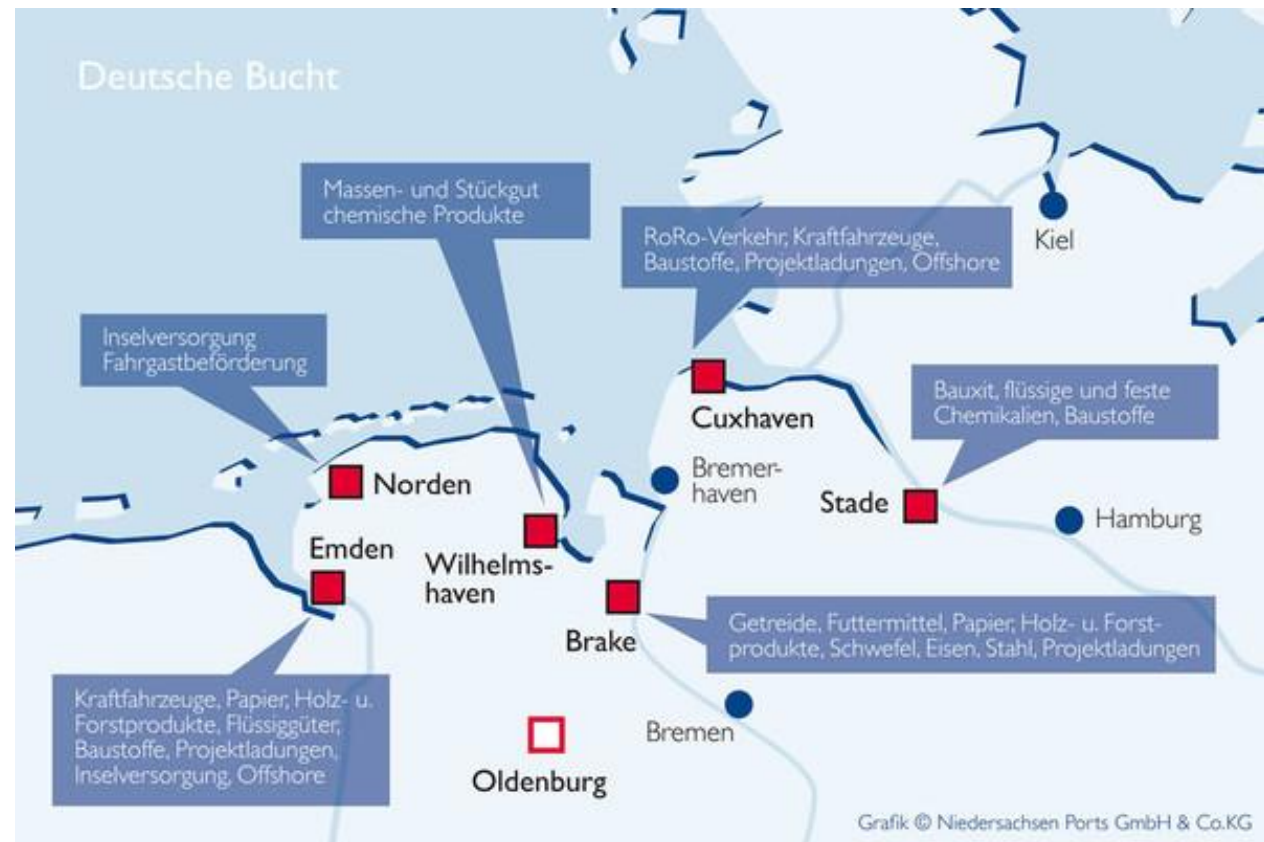 Deutsche Bucht
Massen- und Stückgut
chemische Produkte
RoRo-Verkehr, Kraftfahrzeuge,
Baustoffe, Projektladungen, Offshore
Kiel
Inselversorgung
Fahrgastbeförderung
Cuxhaven
Bauxit, flüssige und feste
Chemikalien, Baustoffe
Norden
Bremer-
haven
Stade
Hamburg
Emden
Wilhelms-
haven
Brake
Getreide, Futtermittel, Papier, Holz- u. Forst-
produkte, Schwefel, Eisen, Stahl, Projektladungen
Kraftfahrzeuge, Papier, Holz- u.
Forstprodukte, Flüssiggüter,
Baustoffe, Projektladungen,
Inselversorgung, Offshore
Bremen
Oldenburg
Grafik © Niedersachsen Ports GmbH & Co.KG